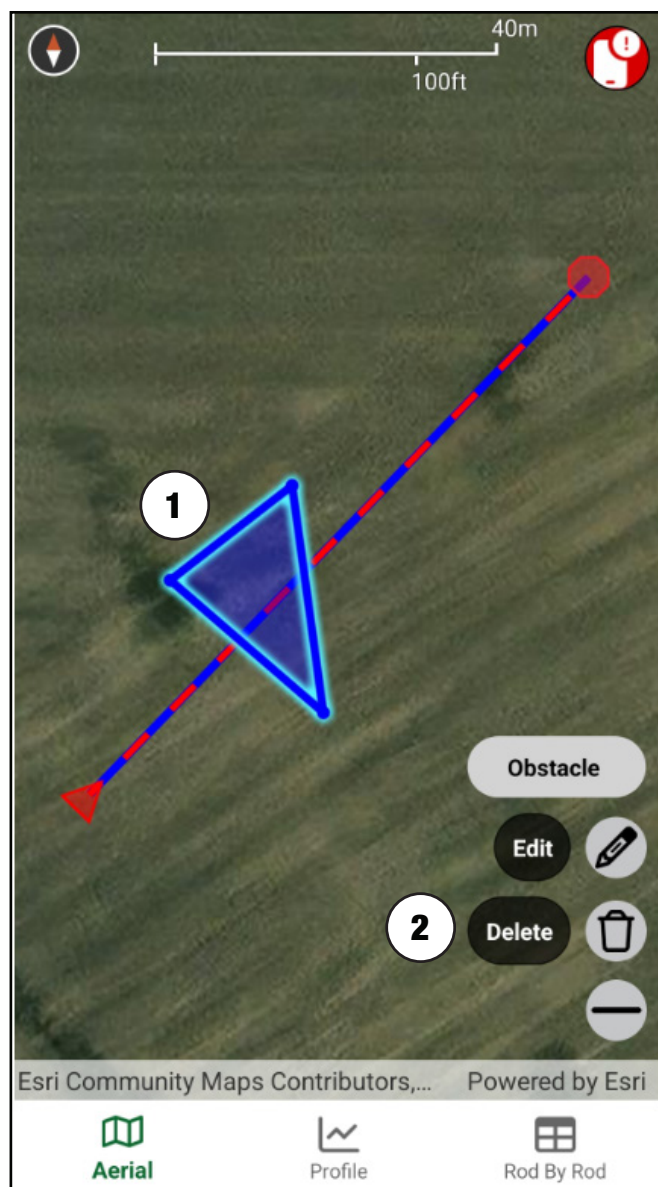 40m
100ft
!
1
Obstacle
Edit
2
Delete
Esri Community Maps Contributors,... Powered by Esri
Aerial Profile Rod By Rod